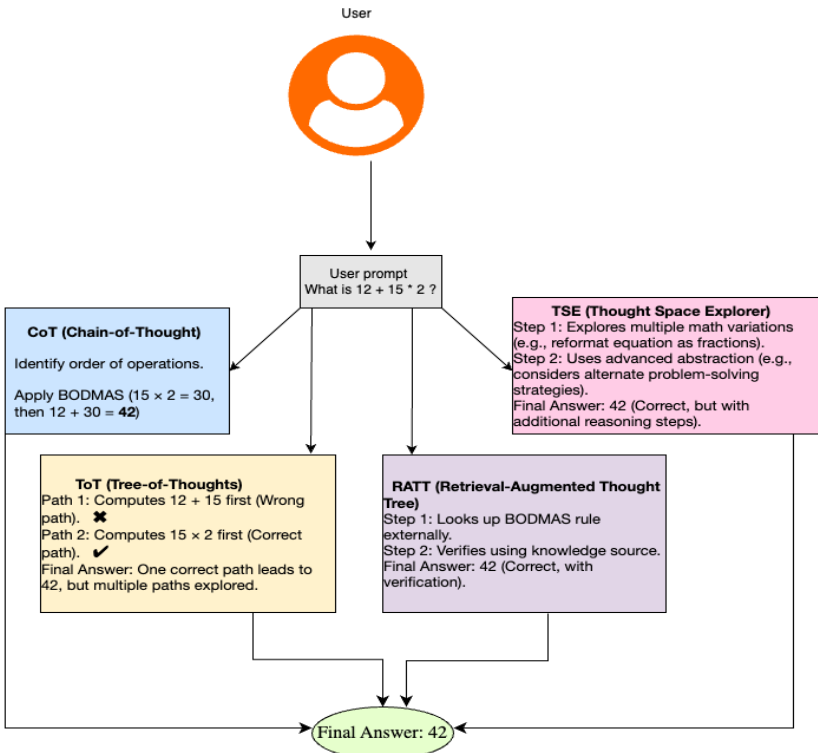 User
User prompt
What is 12 + 15 * 2 ?
CoT (Chain-of-Thought)
Identify order of operations.
Apply BODMAS (15 × 2 = 30,
then 12 + 30 = 42)
TSE (Thought Space Explorer)
Step 1: Explores multiple math variations
(e.g., reformat equation as fractions).
Step 2: Uses advanced abstraction (e.g.,
considers alternate problem-solving
strategies).
Final Answer: 42 (Correct, but with
additional reasoning steps).
ToT (Tree-of-Thoughts)
Path 1: Computes 12 + 15 first (Wrong
path). ✖
Path 2: Computes 15 × 2 first (Correct
path). ✔
Final Answer: One correct path leads to
42, but multiple paths explored.
RATT (Retrieval-Augmented Thought
Tree)
Step 1: Looks up BODMAS rule
externally.
Step 2: Verifies using knowledge source.
Final Answer: 42 (Correct, with
verification).
Final Answer: 42